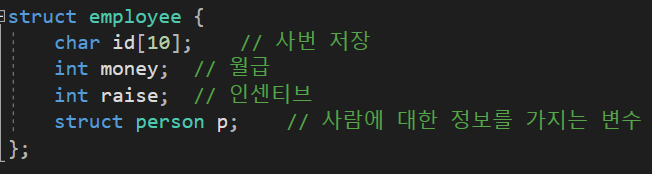 struct employee {
char id[10];    // 사번 저장
int money;  // 월급
int raise;  // 인센티브
struct person p;    // 사람에 대한 정보를 가지는 변수
};